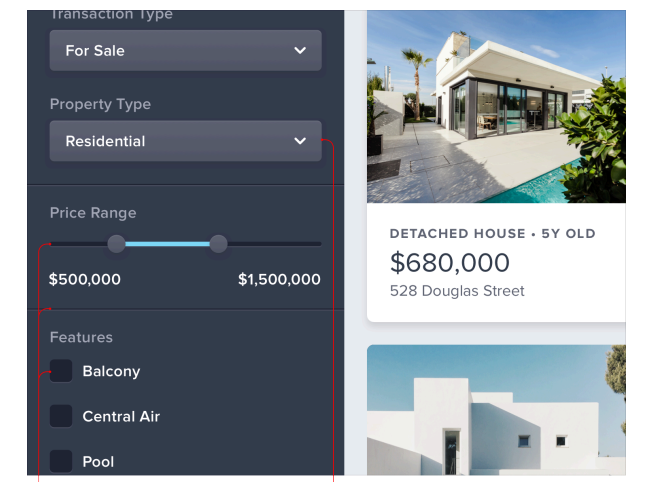 Transaction Type
For Sale
Property Type
Residential
Price Range
$500,000 $1,500,000
Features
Balcony
Central Air
Pool
DETACHED HOUSE • 5Y OLD
$680,000
528 Douglas Street